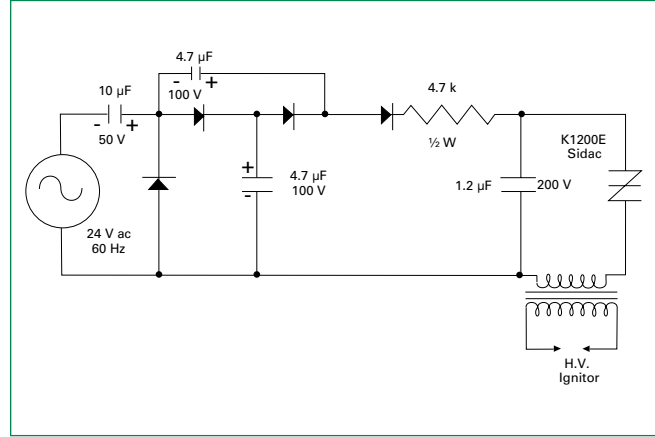 4.7 µF
- +
100 V
10 µF
- +
50 V
4.7 k
½ W
K1200E
Sidac
+
-
4.7 µF
100 V
1.2 µF
200 V
24 V ac
60 Hz
H.V.
Ignitor